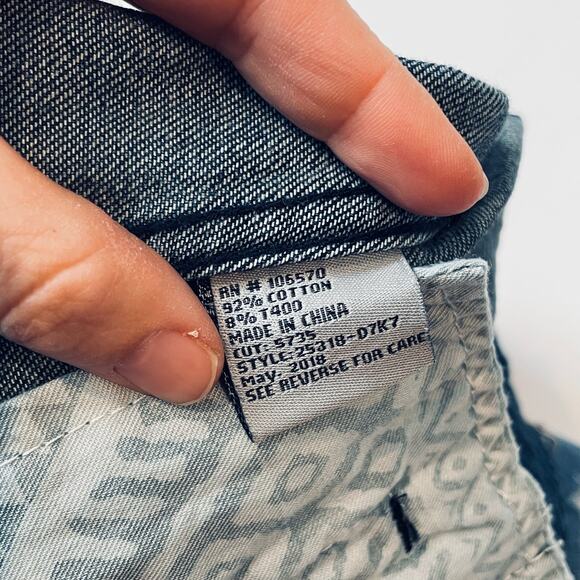 RN # 106570
92% COTTON
8% T400
MADE IN CHINA
CUT: 5735
STYLE: 25318-D7K7
May. 2018
SEE REVERSE FOR CARE